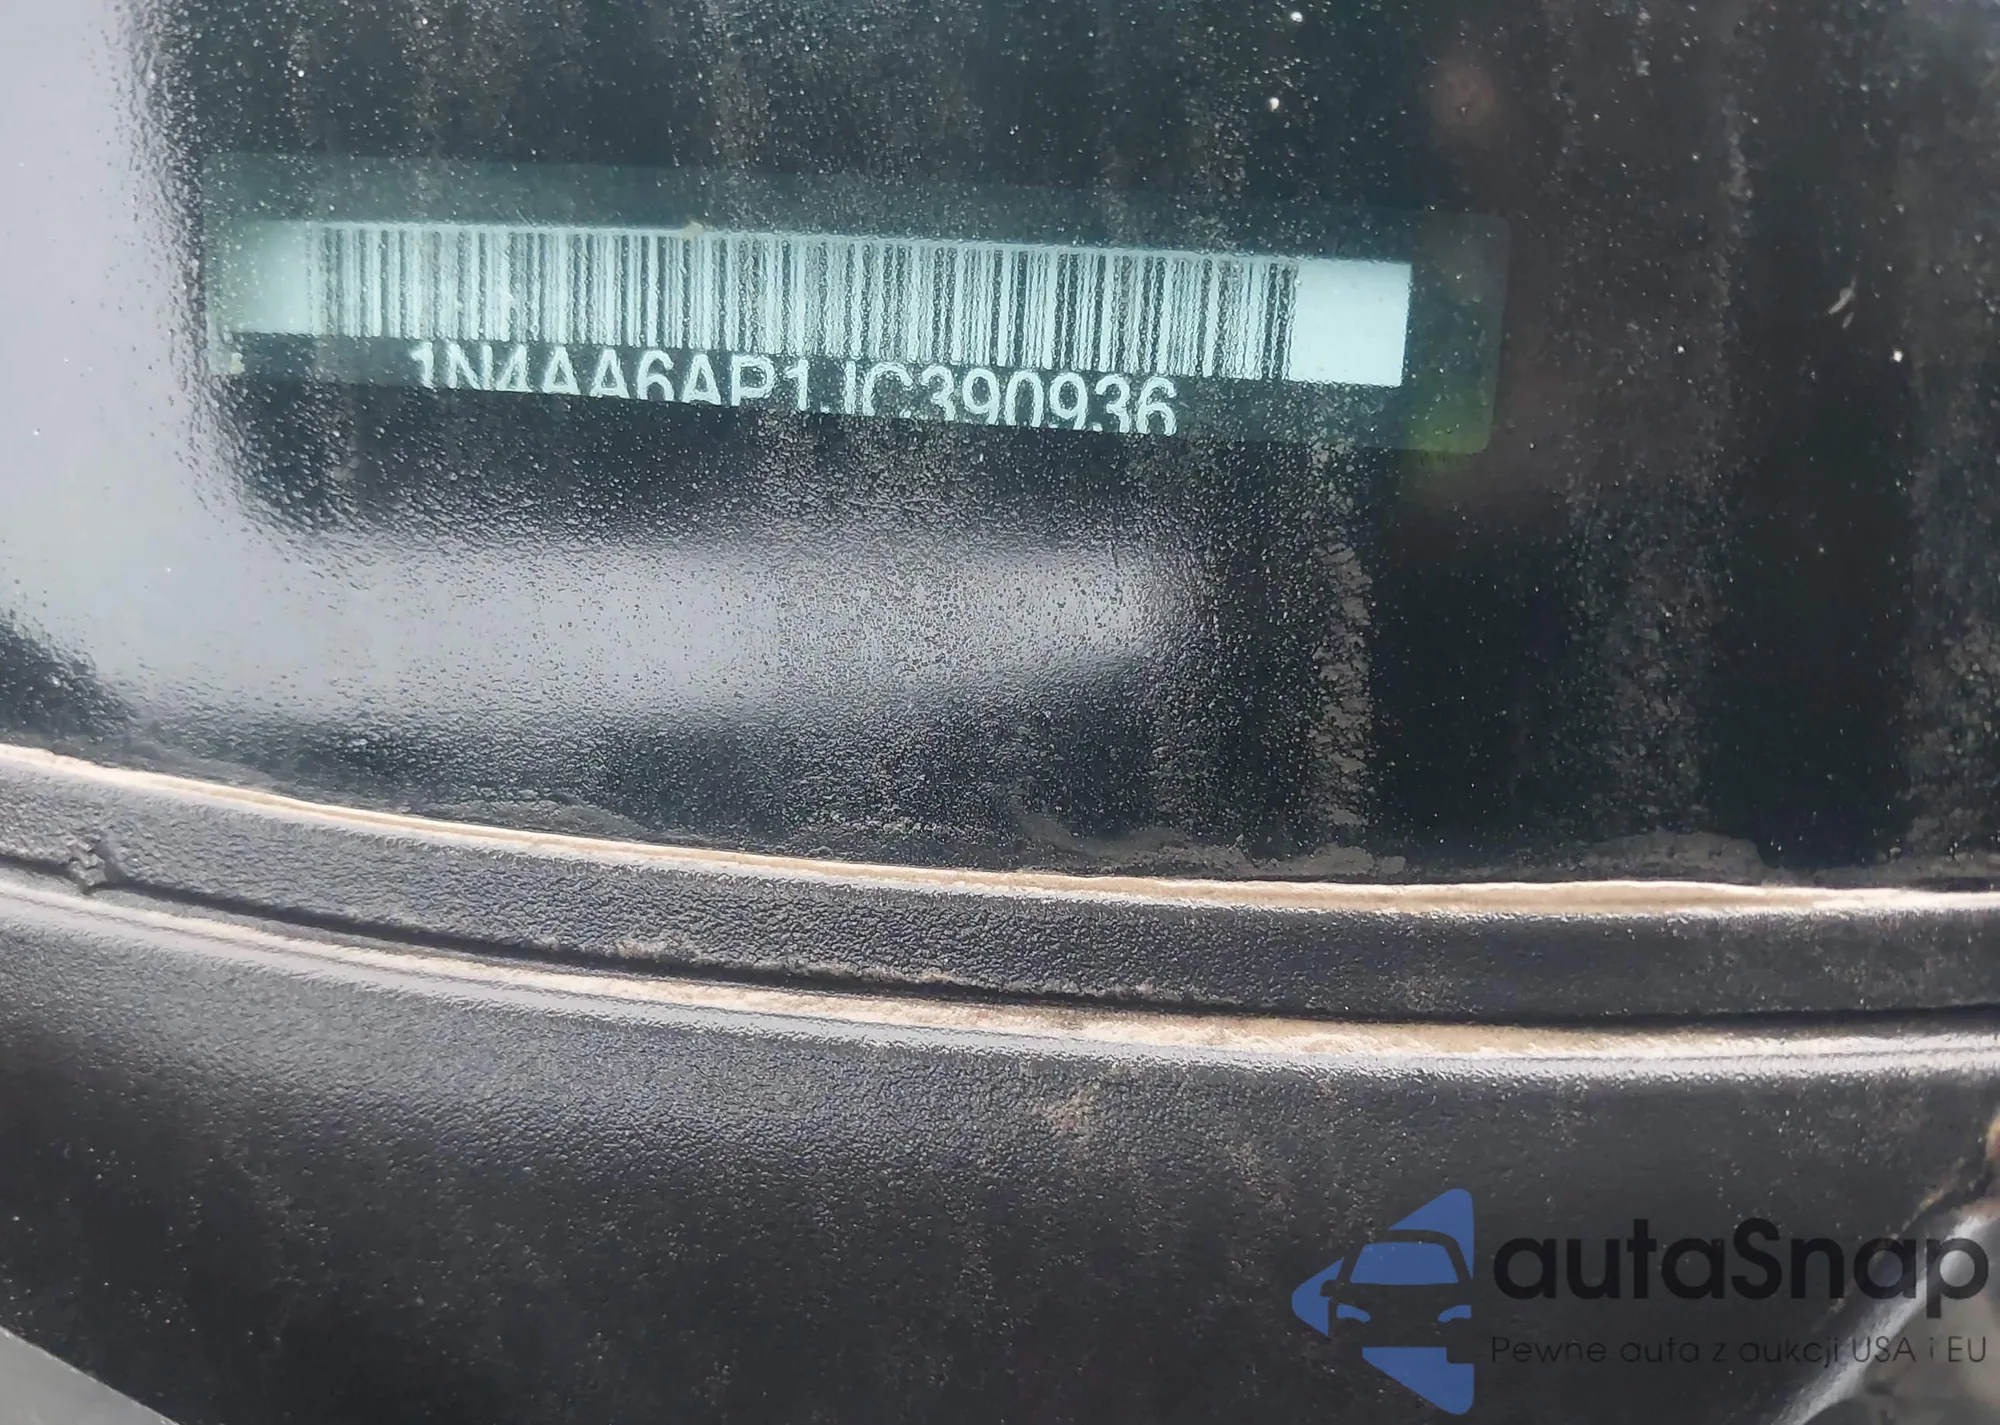 1N4AA6AP1JC390936
autaSnap
Pewne auta z aukcji USA i EU